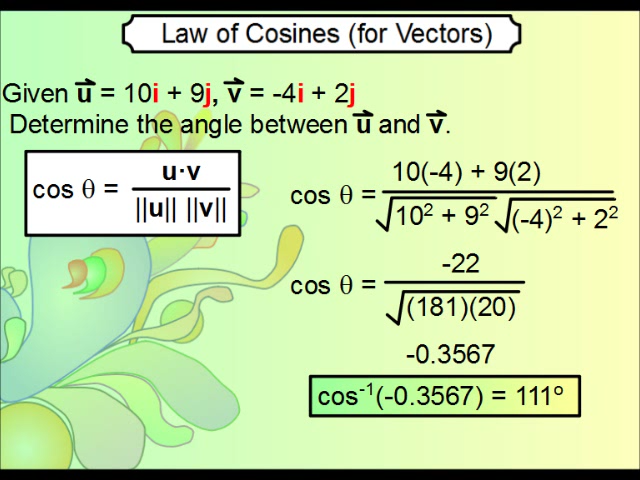 Law of Cosines (for Vectors)
Given u⃗ = 10i + 9j, v⃗ = -4i + 2j
Determine the angle between u⃗ and v⃗.
cos θ = u·v / ||u|| ||v||
cos θ = 10(-4) + 9(2) / √10² + 9² √(-4)² + 2²
cos θ = -22 / √(181)(20)
-0.3567
cos⁻¹(-0.3567) = 111º